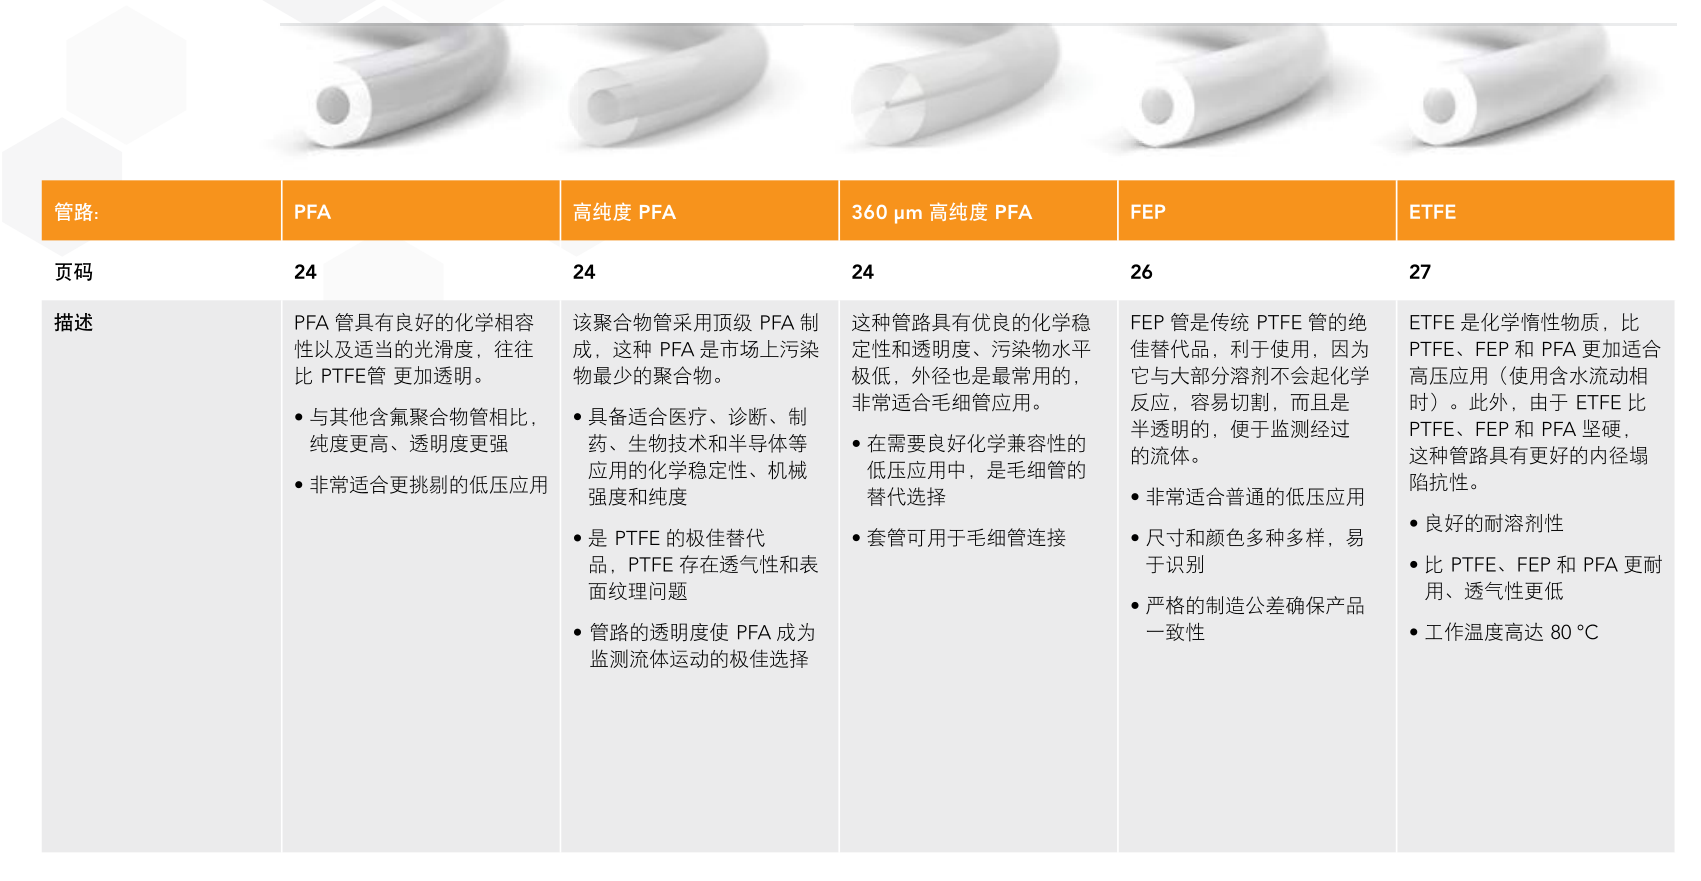 管路:
PFA
高纯度 PFA
360 µm 高纯度 PFA
FEP
ETFE
页码
24
24
24
26
27
描述
PFA 管具有良好的化学相容
性以及适当的光滑度，往往
比 PTFE管 更加透明。
• 与其他含氟聚合物管相比，
纯度更高、透明度更强
• 非常适合更挑剔的低压应用
该聚合物管采用顶级 PFA 制
成，这种 PFA 是市场上污染
物最少的聚合物。
• 具备适合医疗、诊断、制
药、生物技术和半导体等
应用的化学稳定性、机械
强度和纯度
• 是 PTFE 的极佳替代
品，PTFE 存在透气性和表
面纹理问题
• 管路的透明度使 PFA 成为
监测流体运动的极佳选择
这种管路具有优良的化学稳
定性和透明度、污染物水平
极低，外径也是最常用的，
非常适合毛细管应用。
• 在需要良好化学兼容性的
低压应用中，是毛细管的
替代选择
• 套管可用于毛细管连接
FEP 管是传统 PTFE 管的绝
佳替代品，利于使用，因为
它与大部分溶剂不会起化学
反应，容易切割，而且是
半透明的，便于监测经过
的流体。
• 非常适合普通的低压应用
• 尺寸和颜色多种多样，易
于识别
• 严格的制造公差确保产品
一致性
ETFE 是化学惰性物质，比
PTFE、FEP 和 PFA 更加适合
高压应用（使用含水流动相
时）。此外，由于 ETFE 比
PTFE、FEP 和 PFA 坚硬，
这种管路具有更好的内径塌
陷抗性。
• 良好的耐溶剂性
• 比 PTFE、FEP 和 PFA 更耐
用、透气性更低
• 工作温度高达 80 °C